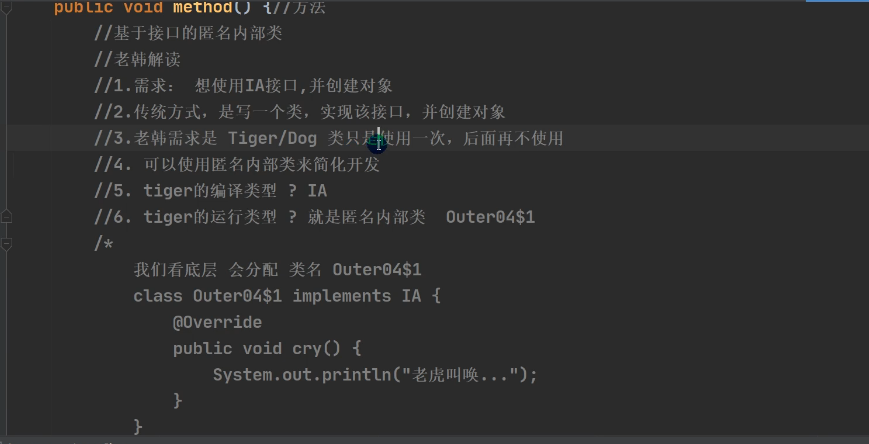 public void method() {//方法
//基于接口的匿名内部类
//老韩解读
//1.需求： 想使用IA接口,并创建对象
//2.传统方式，是写一个类，实现该接口，并创建对象
//3.老韩需求是 Tiger/Dog 类只是使用一次，后面再不使用
//4. 可以使用匿名内部类来简化开发
//5. tiger的编译类型 ? IA
//6. tiger的运行类型 ? 就是匿名内部类  Outer04$1
/*
我们看底层 会分配 类名 Outer04$1
class Outer04$1 implements IA {
@Override
public void cry() {
System.out.println("老虎叫唤...");
}
}